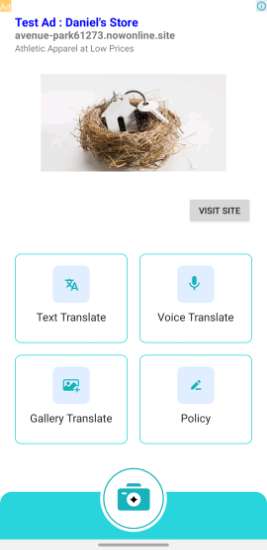 Ad
Test Ad : Daniel's Store
avenue-park61273.nowonline.site
Athletic Apparel at Low Prices
VISIT SITE
Text Translate
Voice Translate
Gallery Translate
Policy